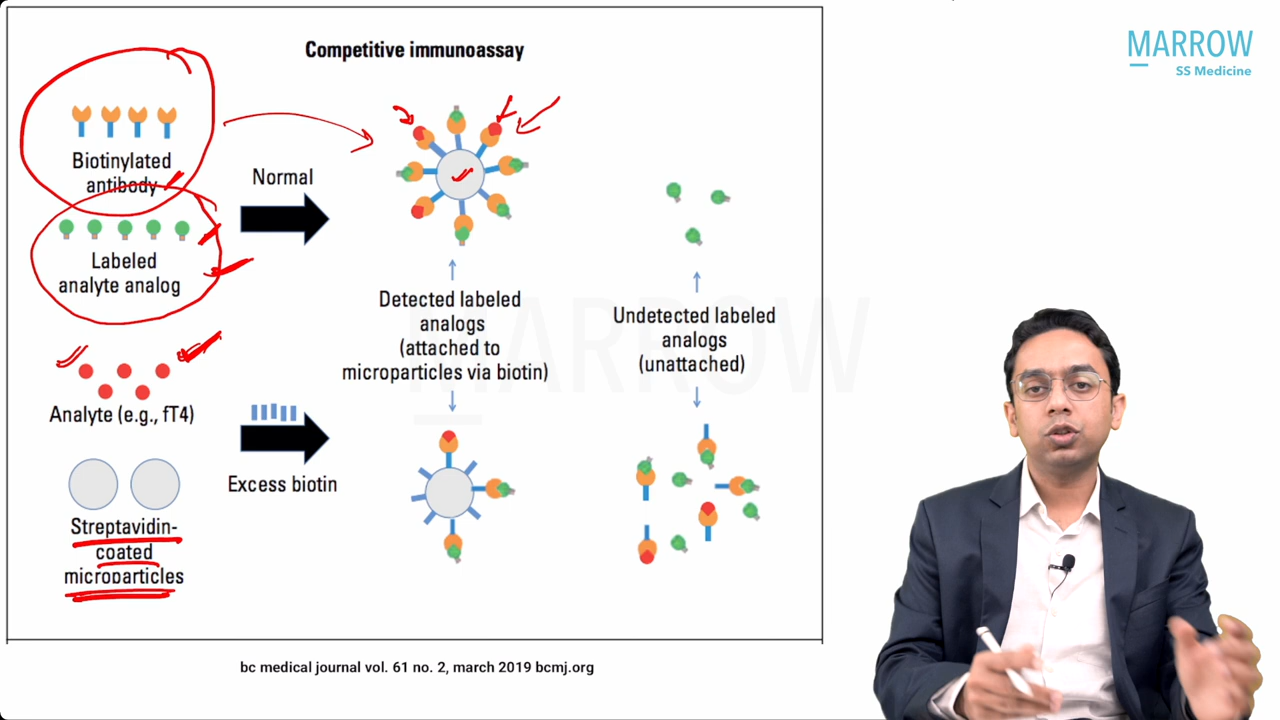 MARROW
SS Medicine
Competitive immunoassay
Biotinylated
antibody
Normal
Labeled
analyte analog
Detected labeled
analogs
(attached to
microparticles via biotin)
Undetected labeled
analogs
(unattached)
Analyte (e.g., fT4)
Excess biotin
Streptavidin-
coated
microparticles
MARROW
bc medical journal vol. 61 no. 2, march 2019 bcmj.org